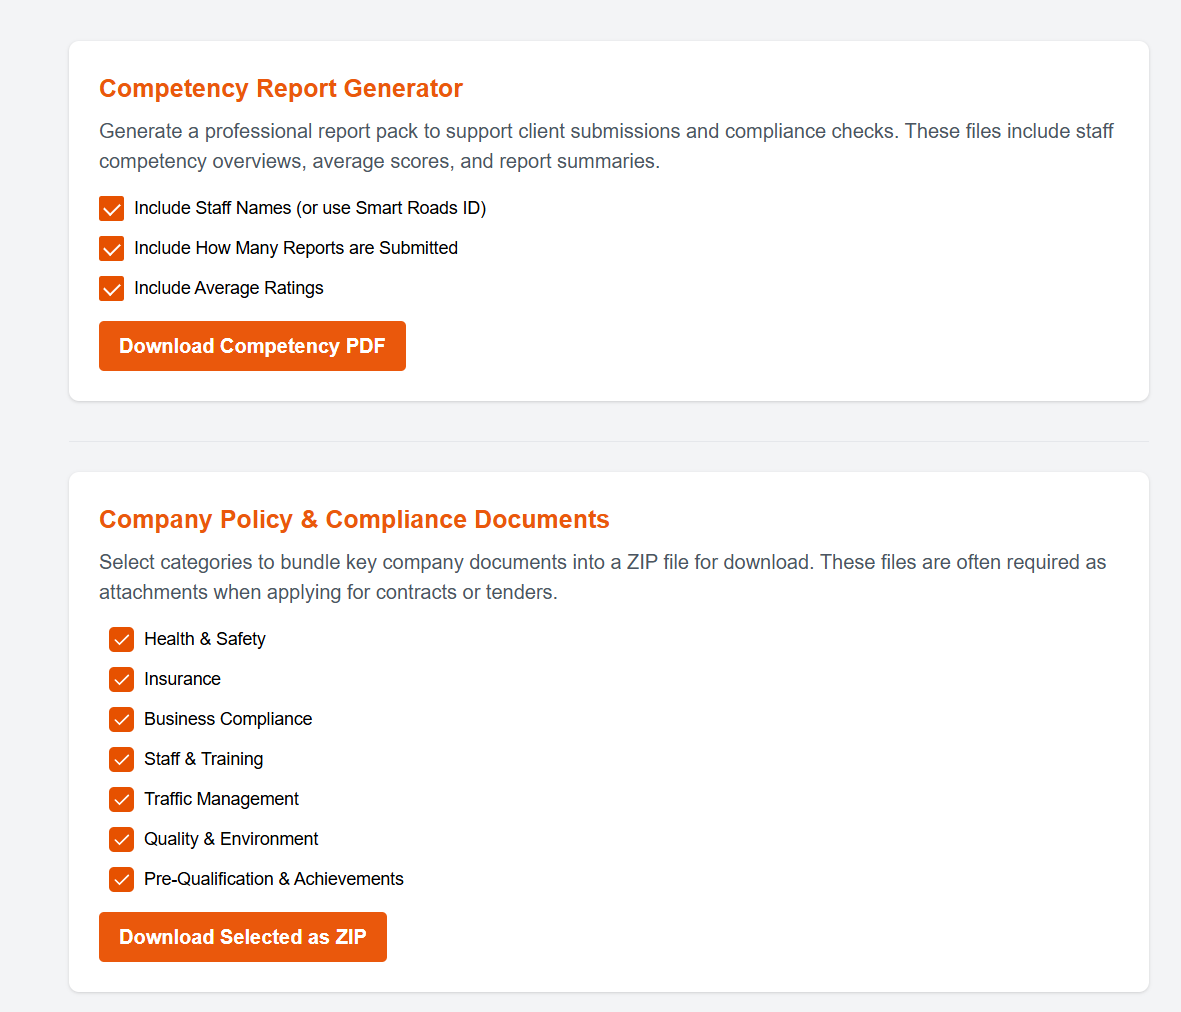 Competency Report Generator
Generate a professional report pack to support client submissions and compliance checks. These files include staff
competency overviews, average scores, and report summaries.
Include Staff Names (or use Smart Roads ID)
Include How Many Reports are Submitted
Include Average Ratings
Download Competency PDF
Company Policy & Compliance Documents
Select categories to bundle key company documents into a ZIP file for download. These files are often required as
attachments when applying for contracts or tenders.
Health & Safety
Insurance
Business Compliance
Staff & Training
Traffic Management
Quality & Environment
Pre-Qualification & Achievements
Download Selected as ZIP